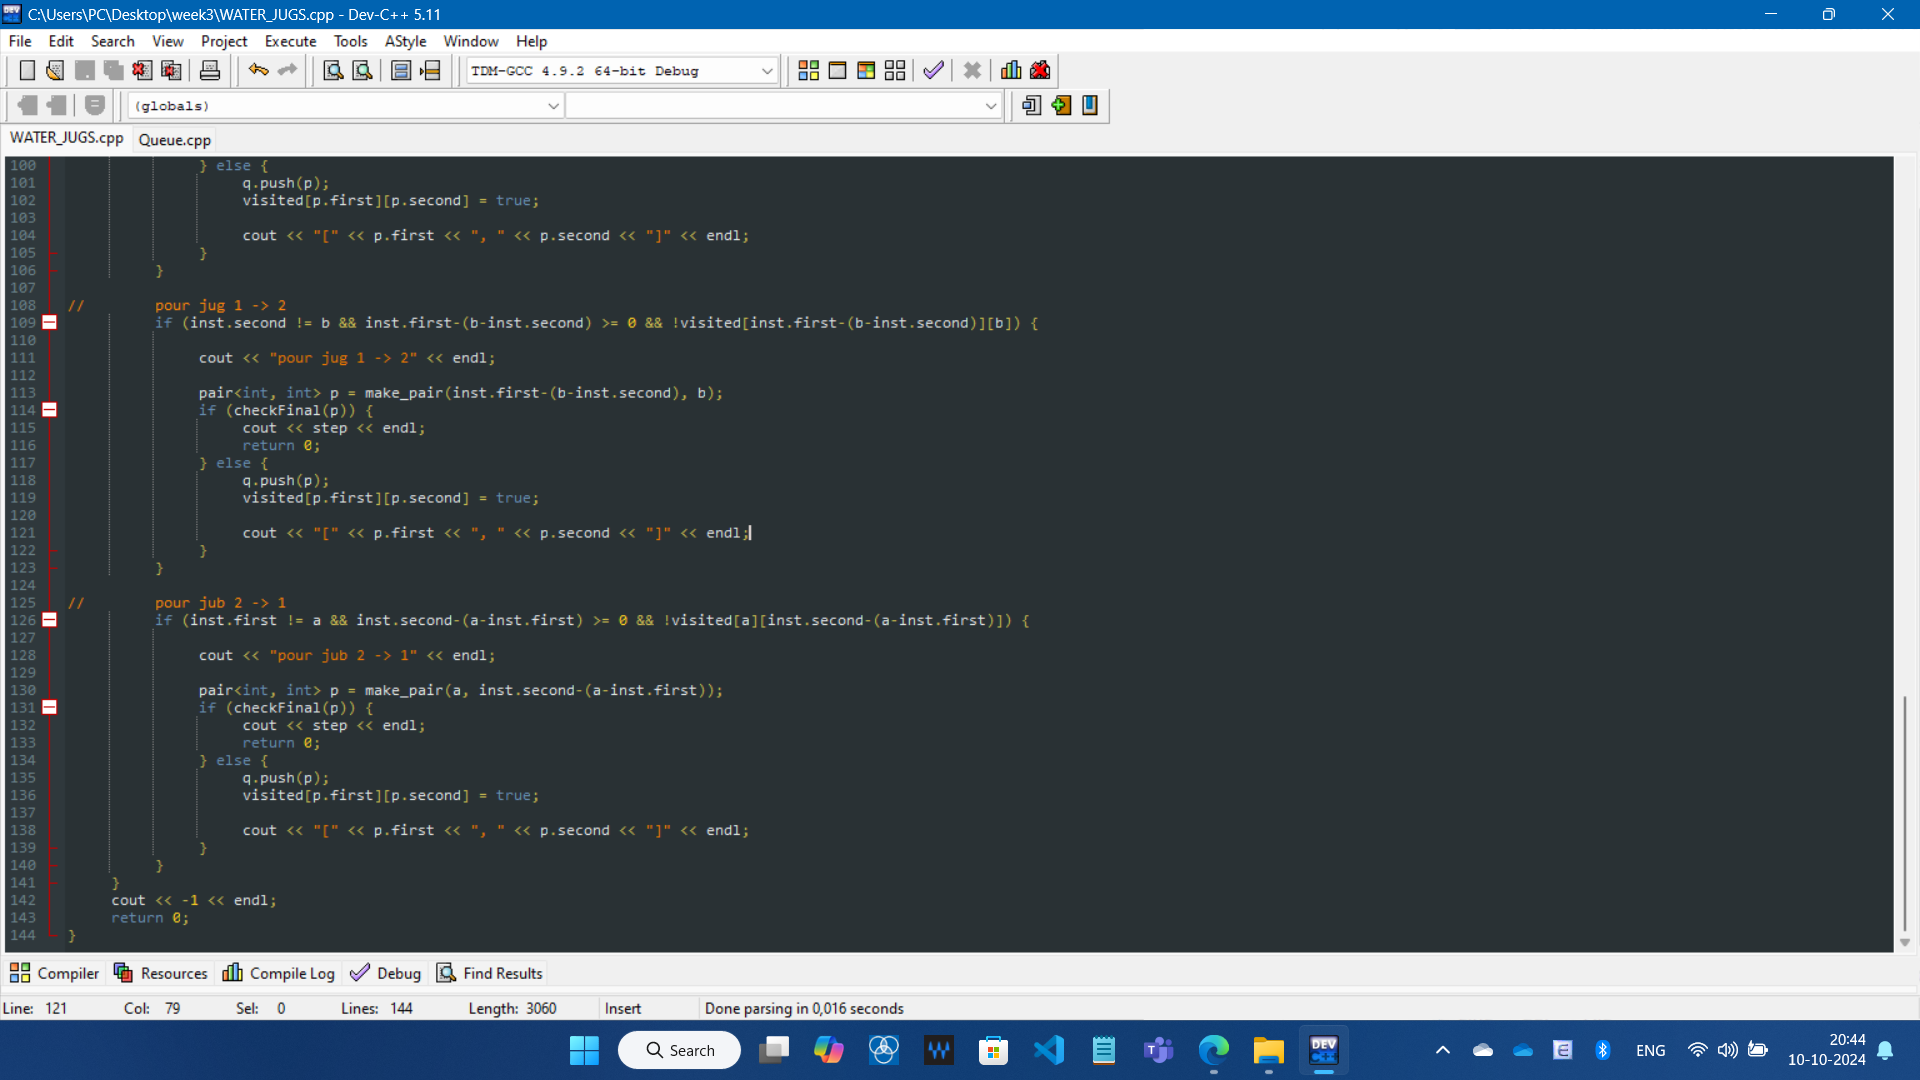 C:\Users\PC\Desktop\week3\WATER_JUGS.cpp - Dev-C++ 5.11
File Edit Search View Project Execute Tools AStyle Window Help
TDM-GCC 4.9.2 64-bit Debug
(globals)
WATER_JUGS.cpp Queue.cpp
100 } else {
101 q.push(p);
102 visited[p.first][p.second] = true;
103
104 cout << "[" << p.first << ", " << p.second << "]" << endl;
105 }
106 }
107
108 // pour jug 1 -> 2
109 if (inst.second != b && inst.first-(b-inst.second) >= 0 && !visited[inst.first-(b-inst.second)][b]) {
110
111 cout << "pour jug 1 -> 2" << endl;
112
113 pair<int, int> p = make_pair(inst.first-(b-inst.second), b);
114 if (checkFinal(p)) {
115 cout << step << endl;
116 return 0;
117 } else {
118 q.push(p);
119 visited[p.first][p.second] = true;
120
121 cout << "[" << p.first << ", " << p.second << "]" << endl;
122 }
123 }
124
125 // pour jub 2 -> 1
126 if (inst.first != a && inst.second-(a-inst.first) >= 0 && !visited[a][inst.second-(a-inst.first)]) {
127
128 cout << "pour jub 2 -> 1" << endl;
129
130 pair<int, int> p = make_pair(a, inst.second-(a-inst.first));
131 if (checkFinal(p)) {
132 cout << step << endl;
133 return 0;
134 } else {
135 q.push(p);
136 visited[p.first][p.second] = true;
137
138 cout << "[" << p.first << ", " << p.second << "]" << endl;
139 }
140 }
141 }
142 cout << -1 << endl;
143 return 0;
144 }
Compiler Resources Compile Log Debug Find Results
Line: 121 Col: 79 Sel: 0 Lines: 144 Length: 3060 Insert Done parsing in 0,016 seconds
Search ENG 20:44
10-10-2024